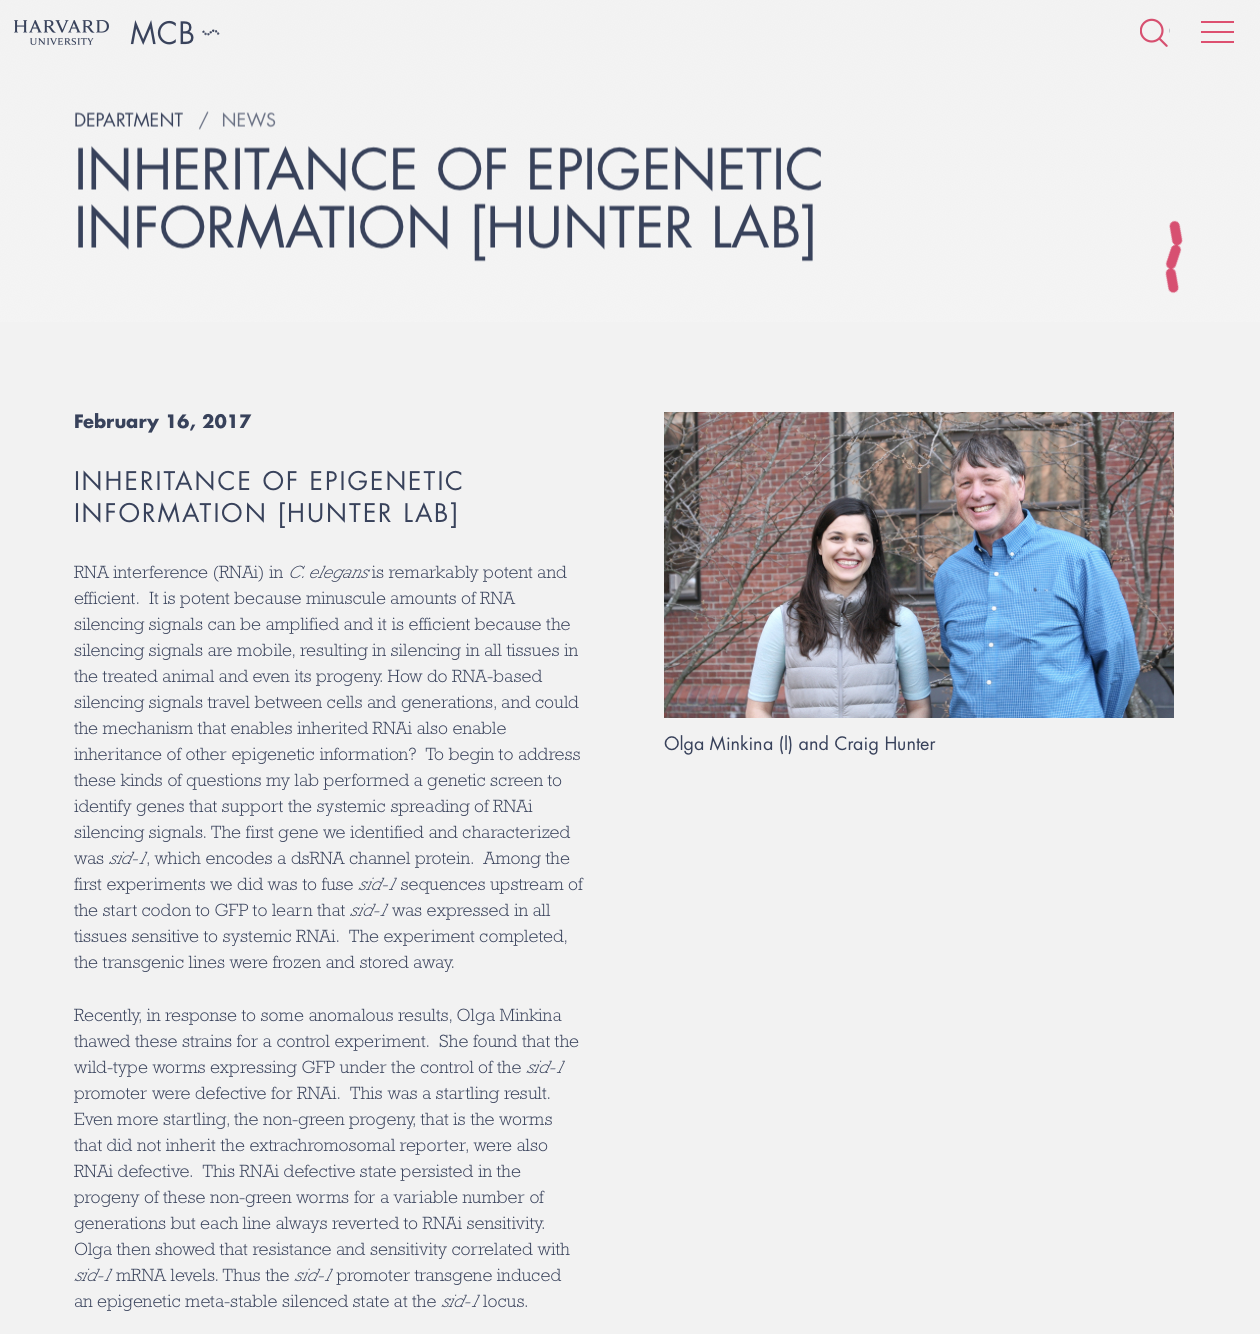 HARVARD
UNIVERSITY
MCB
DEPARTMENT / NEWS
INHERITANCE OF EPIGENETIC
INFORMATION [HUNTER LAB]
February 16, 2017
INHERITANCE OF EPIGENETIC
INFORMATION [HUNTER LAB]
RNA interference (RNAi) in C. elegans is remarkably potent and
efficient.  It is potent because minuscule amounts of RNA
silencing signals can be amplified and it is efficient because the
silencing signals are mobile, resulting in silencing in all tissues in
the treated animal and even its progeny. How do RNA-based
silencing signals travel between cells and generations, and could
the mechanism that enables inherited RNAi also enable
inheritance of other epigenetic information?  To begin to address
these kinds of questions my lab performed a genetic screen to
identify genes that support the systemic spreading of RNAi
silencing signals. The first gene we identified and characterized
was sid-1, which encodes a dsRNA channel protein.  Among the
first experiments we did was to fuse sid-1 sequences upstream of
the start codon to GFP to learn that sid-1 was expressed in all
tissues sensitive to systemic RNAi.  The experiment completed,
the transgenic lines were frozen and stored away.
Recently, in response to some anomalous results, Olga Minkina
thawed these strains for a control experiment.  She found that the
wild-type worms expressing GFP under the control of the sid-1
promoter were defective for RNAi.  This was a startling result.
Even more startling, the non-green progeny, that is the worms
that did not inherit the extrachromosomal reporter, were also
RNAi defective.  This RNAi defective state persisted in the
progeny of these non-green worms for a variable number of
generations but each line always reverted to RNAi sensitivity.
Olga then showed that resistance and sensitivity correlated with
sid-1 mRNA levels. Thus the sid-1 promoter transgene induced
an epigenetic meta-stable silenced state at the sid-1 locus.
Olga Minkina (l) and Craig Hunter